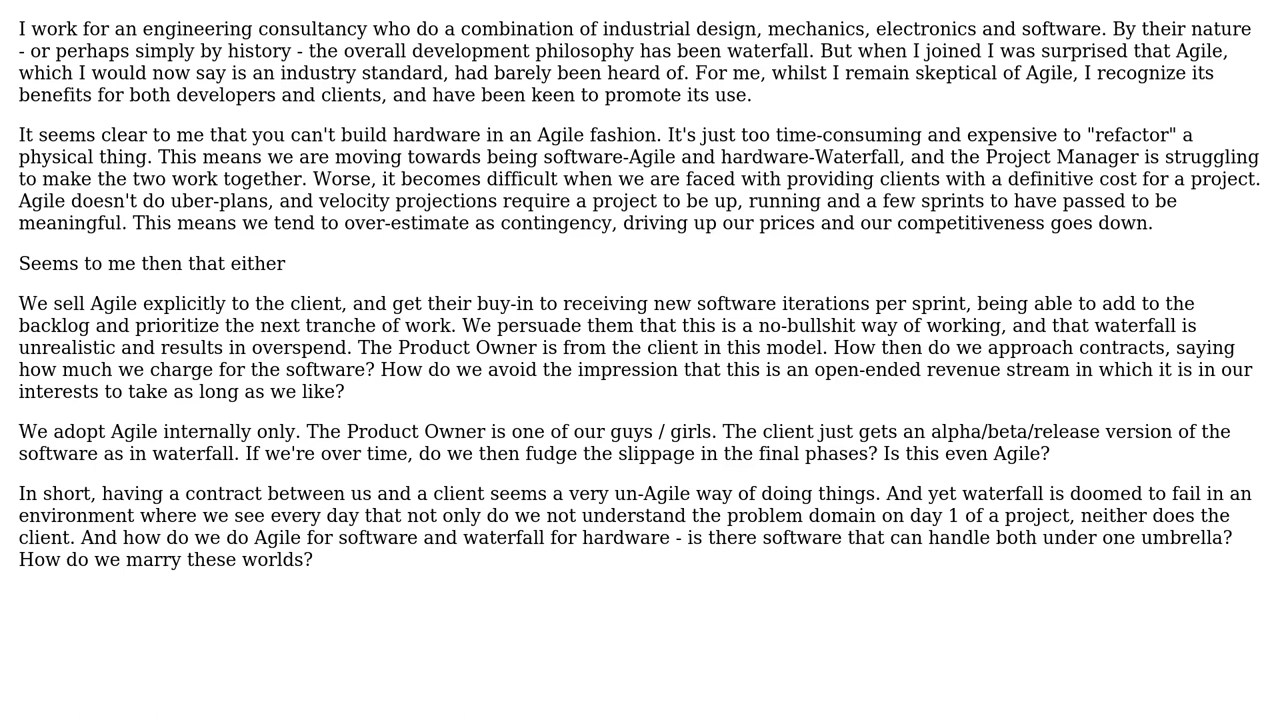 I work for an engineering consultancy who do a combination of industrial design, mechanics, electronics and software. By their nature
- or perhaps simply by history - the overall development philosophy has been waterfall. But when I joined I was surprised that Agile,
which I would now say is an industry standard, had barely been heard of. For me, whilst I remain skeptical of Agile, I recognize its
benefits for both developers and clients, and have been keen to promote its use.
It seems clear to me that you can't build hardware in an Agile fashion. It's just too time-consuming and expensive to "refactor" a
physical thing. This means we are moving towards being software-Agile and hardware-Waterfall, and the Project Manager is struggling
to make the two work together. Worse, it becomes difficult when we are faced with providing clients with a definitive cost for a project.
Agile doesn't do uber-plans, and velocity projections require a project to be up, running and a few sprints to have passed to be
meaningful. This means we tend to over-estimate as contingency, driving up our prices and our competitiveness goes down.
Seems to me then that either
We sell Agile explicitly to the client, and get their buy-in to receiving new software iterations per sprint, being able to add to the
backlog and prioritize the next tranche of work. We persuade them that this is a no-bullshit way of working, and that waterfall is
unrealistic and results in overspend. The Product Owner is from the client in this model. How then do we approach contracts, saying
how much we charge for the software? How do we avoid the impression that this is an open-ended revenue stream in which it is in our
interests to take as long as we like?
We adopt Agile internally only. The Product Owner is one of our guys / girls. The client just gets an alpha/beta/release version of the
software as in waterfall. If we're over time, do we then fudge the slippage in the final phases? Is this even Agile?
In short, having a contract between us and a client seems a very un-Agile way of doing things. And yet waterfall is doomed to fail in an
environment where we see every day that not only do we not understand the problem domain on day 1 of a project, neither does the
client. And how do we do Agile for software and waterfall for hardware - is there software that can handle both under one umbrella?
How do we marry these worlds?